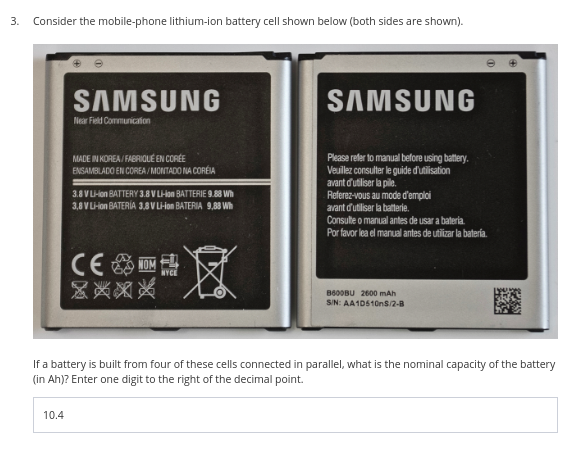 3. Consider the mobile-phone lithium-ion battery cell shown below (both sides are shown).
SAMSUNG
Near Field Communication
MADE IN KOREA / FABRIQUÉ EN CORÉE
ENSAMBLADO EN COREA / MONTADO NA CORÉIA
3.8 V Li-ion BATTERY 3.8 V Li-ion BATTERIE 9.88 Wh
3,8 V Li-ion BATERÍA 3,8 V Li-ion BATERIA 9,88 Wh
CE
NOM
NYCE
SAMSUNG
Please refer to manual before using battery.
Veuillez consulter le guide d'utilisation
avant d'utiliser la pile.
Referez-vous au mode d'emploi
avant d'utiliser la batterie.
Consulte o manual antes de usar a bateria.
Por favor lea el manual antes de utilizar la batería.
B600BU 2600 mAh
S/N: AA1D510nS/2-B
If a battery is built from four of these cells connected in parallel, what is the nominal capacity of the battery
(in Ah)? Enter one digit to the right of the decimal point.
10.4